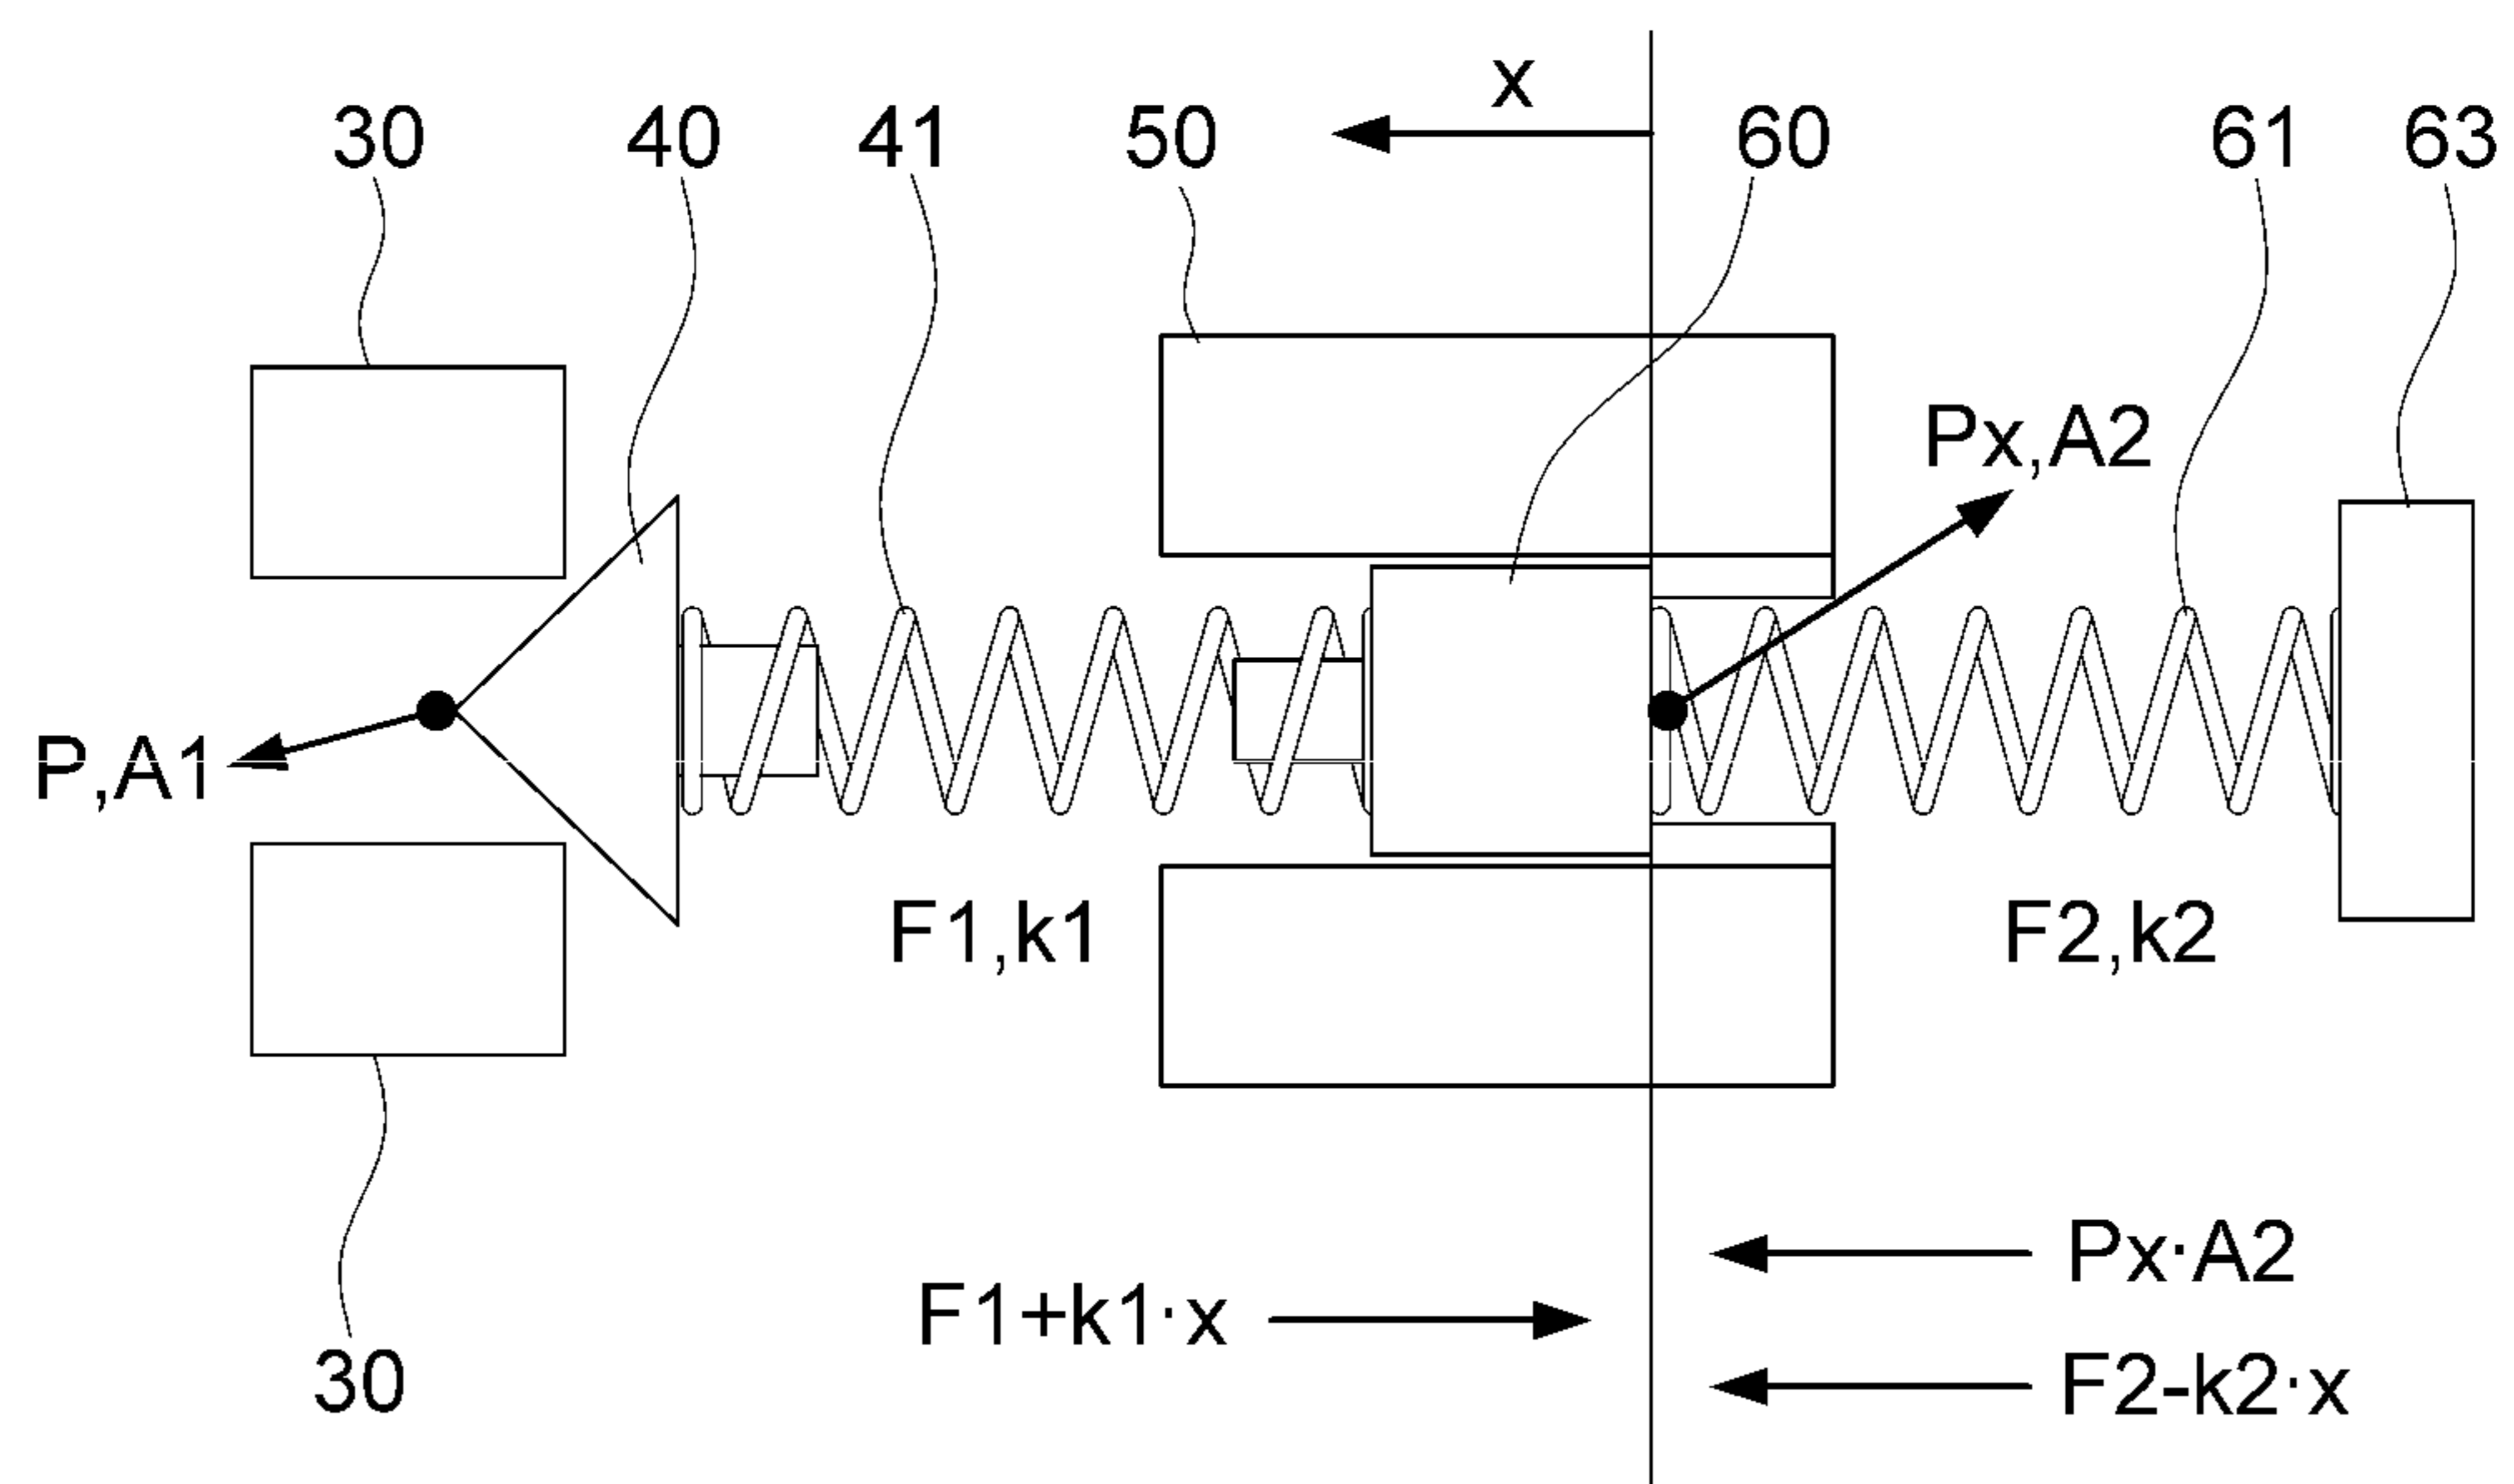 x
30 40 41 50 60 61 63
Px,A2
P,A1
F1,k1 F2,k2
Px·A2
F1+k1·x
F2-k2·x
30